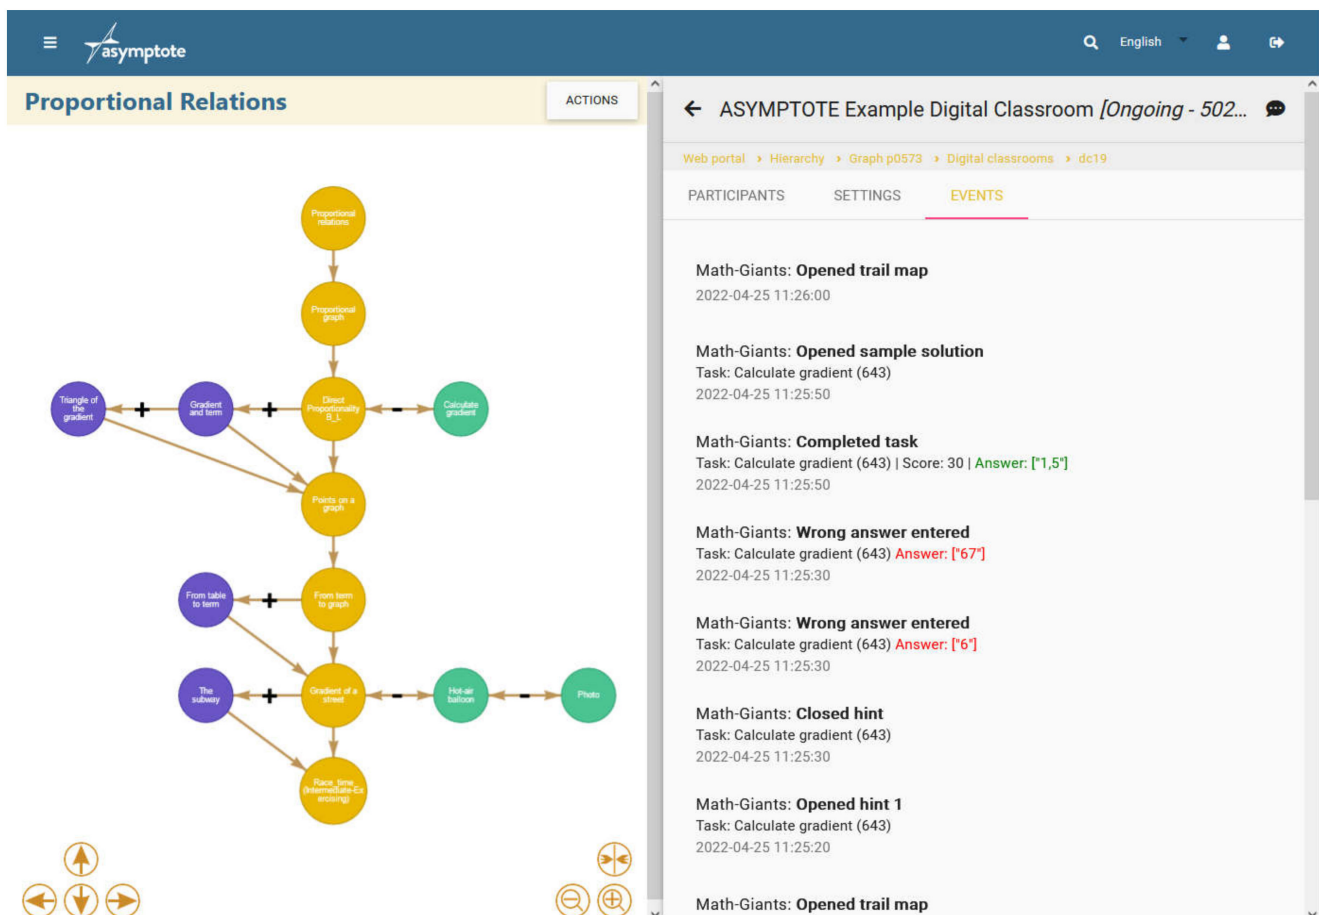 asymptote
English
Proportional Relations
ACTIONS
Proportional
relations
Proportional
graph
Triangle of
the
gradient
+
Gradient
and term
+
Direct
Proportionality
B_L
-
Calculate
gradient
Points on a
graph
From table
to term
+
From term
to graph
The
subway
+
Gradient of a
street
-
Hot-air
balloon
-
Photo
Race_time_
(Intermediate-Ex
ercising)
ASYMPTOTE Example Digital Classroom [Ongoing - 502...
Web portal > Hierarchy > Graph p0573 > Digital classrooms > dc19
PARTICIPANTS SETTINGS EVENTS
Math-Giants: Opened trail map
2022-04-25 11:26:00
Math-Giants: Opened sample solution
Task: Calculate gradient (643)
2022-04-25 11:25:50
Math-Giants: Completed task
Task: Calculate gradient (643) | Score: 30 | Answer: ["1,5"]
2022-04-25 11:25:50
Math-Giants: Wrong answer entered
Task: Calculate gradient (643) Answer: ["67"]
2022-04-25 11:25:30
Math-Giants: Wrong answer entered
Task: Calculate gradient (643) Answer: ["6"]
2022-04-25 11:25:30
Math-Giants: Closed hint
Task: Calculate gradient (643)
2022-04-25 11:25:30
Math-Giants: Opened hint 1
Task: Calculate gradient (643)
2022-04-25 11:25:20
Math-Giants: Opened trail map